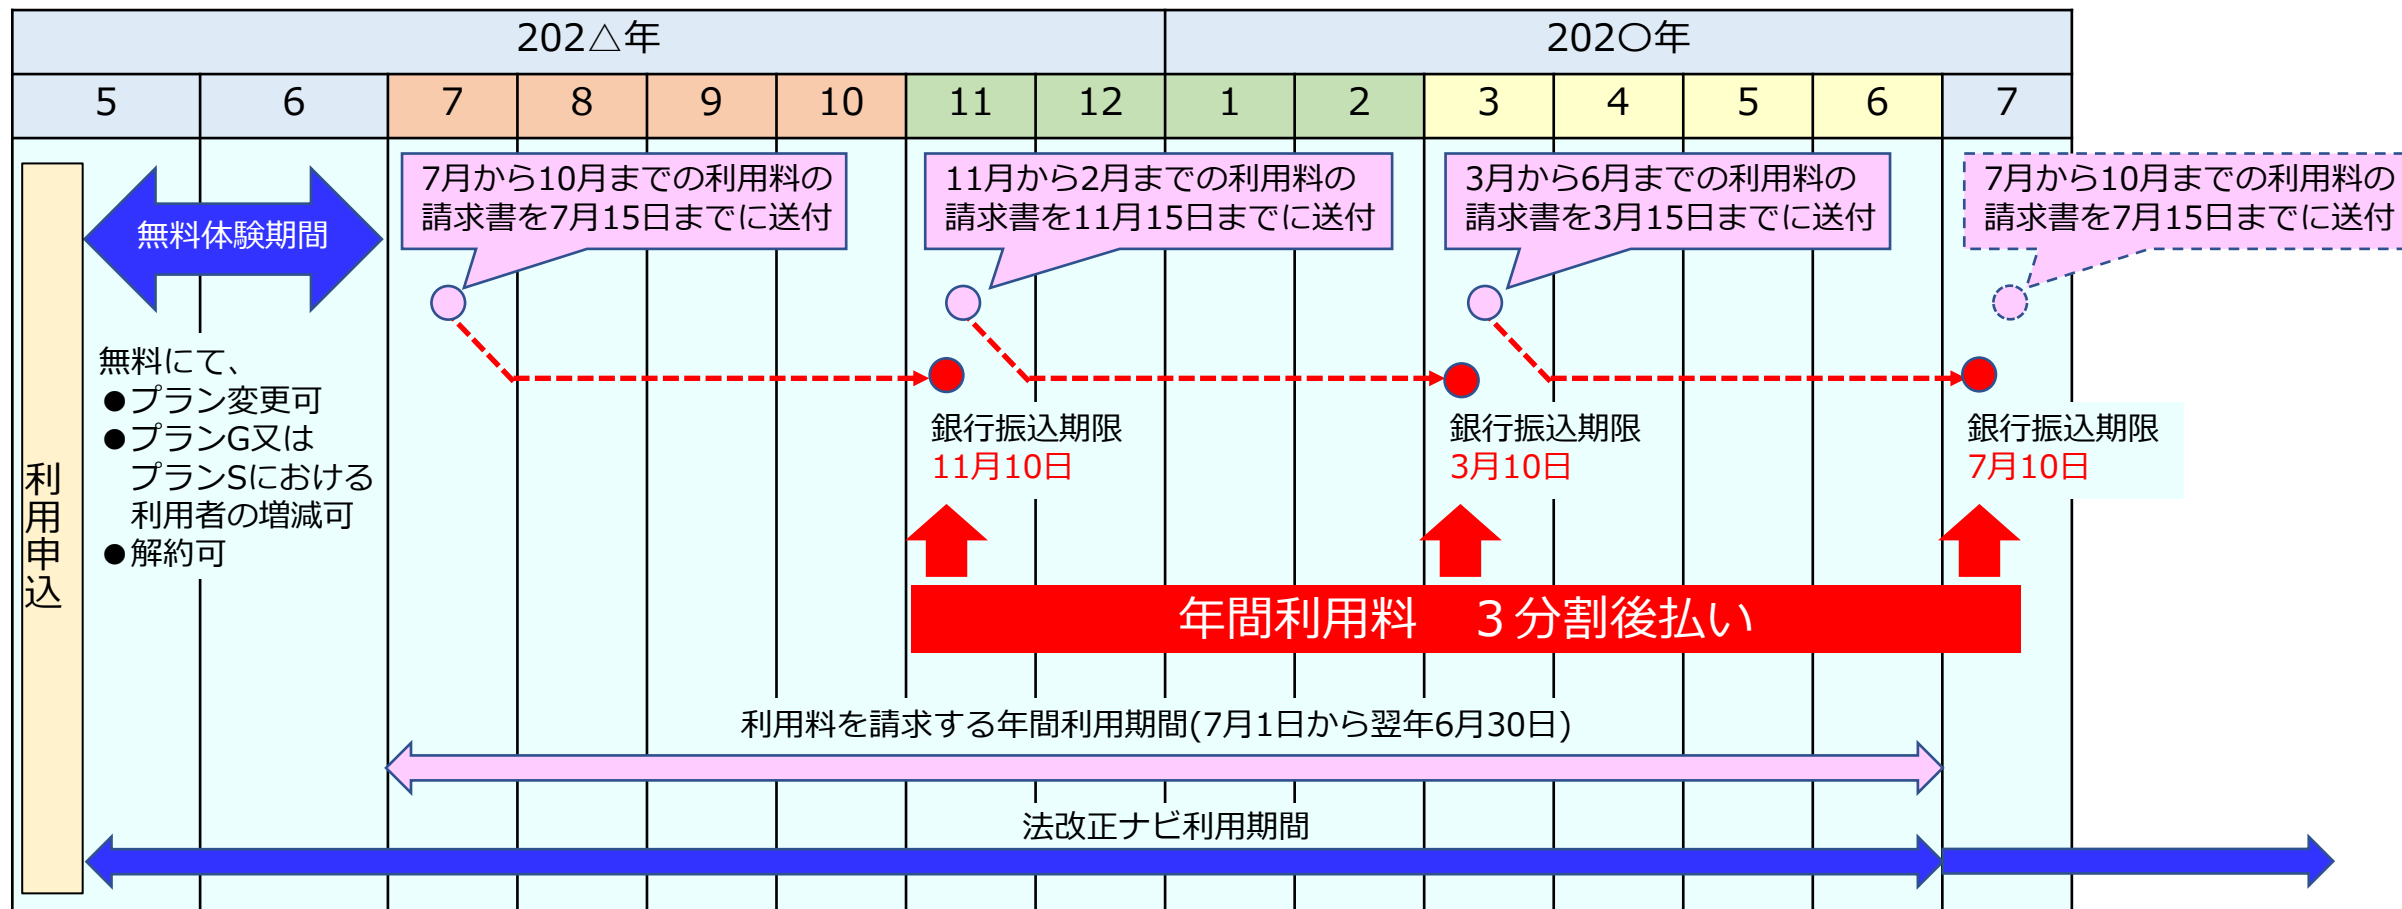 202△年
202〇年
5
6
7
8
9
10
11
12
1
2
3
4
5
6
7
利用申込
無料体験期間
無料にて、
●プラン変更可
●プランG又は
プランSにおける
利用者の増減可
●解約可
7月から10月までの利用料の
請求書を7月15日までに送付
11月から2月までの利用料の
請求書を11月15日までに送付
3月から6月までの利用料の
請求書を3月15日までに送付
7月から10月までの利用料の
請求書を7月15日までに送付
銀行振込期限
11月10日
銀行振込期限
3月10日
銀行振込期限
7月10日
年間利用料　３分割後払い
利用料を請求する年間利用期間(7月1日から翌年6月30日)
法改正ナビ利用期間